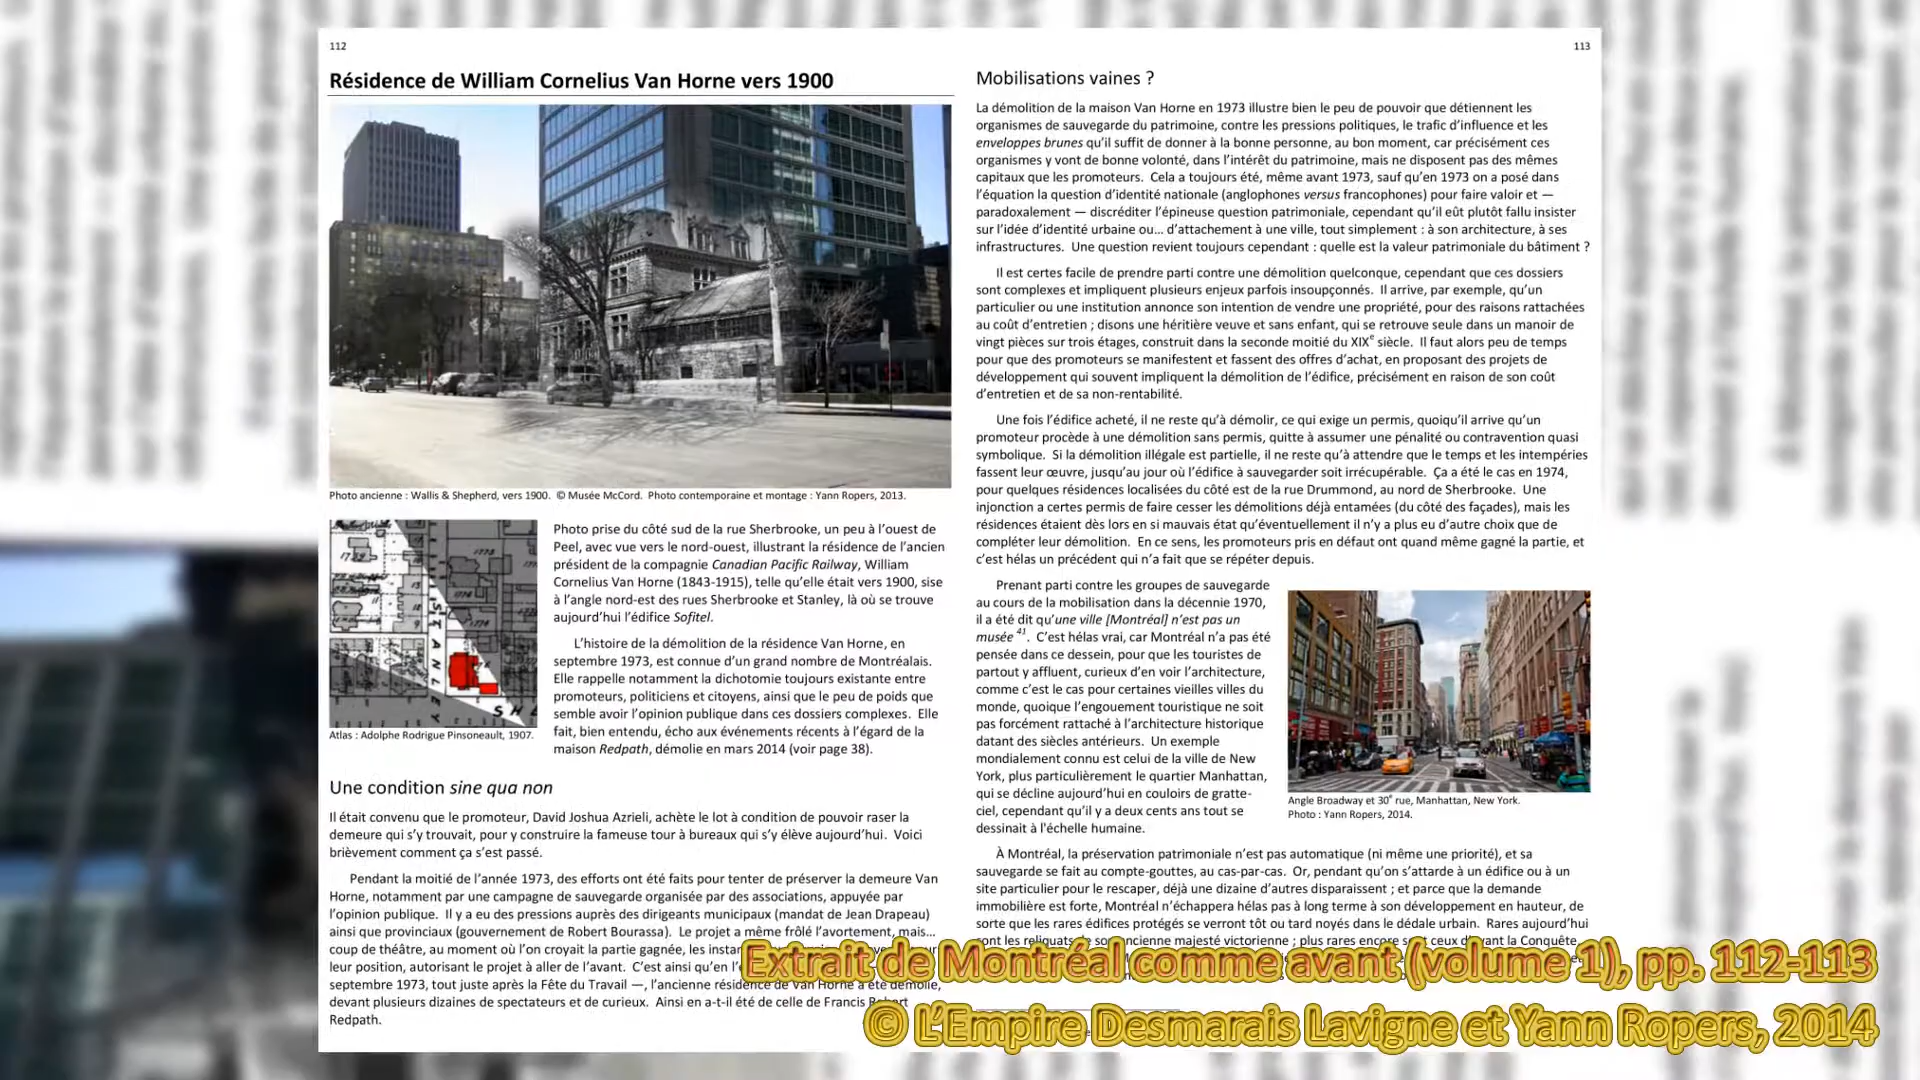 112
Résidence de William Cornelius Van Horne vers 1900
Photo ancienne : Wallis & Shepherd, vers 1900. © Musée McCord. Photo contemporaine et montage : Yann Ropers, 2013.
Photo prise du côté sud de la rue Sherbrooke, un peu à l’ouest de
Peel, avec vue vers le nord-ouest, illustrant la résidence de l’ancien
président de la compagnie Canadian Pacific Railway, William
Cornelius Van Horne (1843-1915), telle qu’elle était vers 1900, sise
à l’angle nord-est des rues Sherbrooke et Stanley, là où se trouve
aujourd’hui l’édifice Sofitel.
L’histoire de la démolition de la résidence Van Horne, en
septembre 1973, est connue d’un grand nombre de Montréalais.
Elle rappelle notamment la dichotomie toujours existante entre
promoteurs, politiciens et citoyens, ainsi que le peu de poids que
semble avoir l’opinion publique dans ces dossiers complexes. Elle
fait, bien entendu, écho aux événements récents à l’égard de la
maison Redpath, démolie en mars 2014 (voir page 38).
STANLEY
SHE
Atlas : Adolphe Rodrigue Pinsoneault, 1907.
Une condition sine qua non
Il était convenu que le promoteur, David Joshua Azrieli, achète le lot à condition de pouvoir raser la
demeure qui s’y trouvait, pour y construire la fameuse tour à bureaux qui s’y élève aujourd’hui. Voici
brièvement comment ça s’est passé.
Pendant la moitié de l’année 1973, des efforts ont été faits pour tenter de préserver la demeure Van
Horne, notamment par une campagne de sauvegarde organisée par des associations, appuyée par
l’opinion publique. Il y a eu des pressions auprès des dirigeants municipaux (mandat de Jean Drapeau)
ainsi que provinciaux (gouvernement de Robert Bourassa). Le projet a même frôlé l’avortement, mais…
coup de théâtre, au moment où l’on croyait la partie gagnée, les
leur position, autorisant le projet à aller de l’avant. C’est ainsi qu’en
septembre 1973, tout juste après la Fête du Travail —, l’ancienne résidence de Van Horne a été démolie,
devant plusieurs dizaines de spectateurs et de curieux. Ainsi en a-t-il été de celle de Francis Robert
Redpath.
113
Mobilisations vaines ?
La démolition de la maison Van Horne en 1973 illustre bien le peu de pouvoir que détiennent les
organismes de sauvegarde du patrimoine, contre les pressions politiques, le trafic d’influence et les
enveloppes brunes qu’il suffit de donner à la bonne personne, au bon moment, car précisément ces
organismes y vont de bonne volonté, dans l’intérêt du patrimoine, mais ne disposent pas des mêmes
capitaux que les promoteurs. Cela a toujours été, même avant 1973, sauf qu’en 1973 on a posé dans
l’équation la question d’identité nationale (anglophones versus francophones) pour faire valoir et —
paradoxalement — discréditer l’épineuse question patrimoniale, cependant qu’il eût plutôt fallu insister
sur l’idée d’identité urbaine ou… d’attachement à une ville, tout simplement : à son architecture, à ses
infrastructures. Une question revient toujours cependant : quelle est la valeur patrimoniale du bâtiment ?
Il est certes facile de prendre parti contre une démolition quelconque, cependant que ces dossiers
sont complexes et impliquent plusieurs enjeux parfois insoupçonnés. Il arrive, par exemple, qu’un
particulier ou une institution annonce son intention de vendre une propriété, pour des raisons rattachées
au coût d’entretien ; disons une héritière veuve et sans enfant, qui se retrouve seule dans un manoir de
vingt pièces sur trois étages, construit dans la seconde moitié du XIXe siècle. Il faut alors peu de temps
pour que des promoteurs se manifestent et fassent des offres d’achat, en proposant des projets de
développement qui souvent impliquent la démolition de l’édifice, précisément en raison de son coût
d’entretien et de sa non-rentabilité.
Une fois l’édifice acheté, il ne reste qu’à démolir, ce qui exige un permis, quoiqu’il arrive qu’un
promoteur procède à une démolition sans permis, quitte à assumer une pénalité ou contravention quasi
symbolique. Si la démolition illégale est partielle, il ne reste qu’à attendre que le temps et les intempéries
fassent leur œuvre, jusqu’au jour où l’édifice à sauvegarder soit irrécupérable. Ça a été le cas en 1974,
pour quelques résidences localisées du côté est de la rue Drummond, au nord de Sherbrooke. Une
injonction a certes permis de faire cesser les démolitions déjà entamées (du côté des façades), mais les
résidences étaient dès lors en si mauvais état qu’éventuellement il n’y a plus eu d’autre choix que de
compléter leur démolition. En ce sens, les promoteurs pris en défaut ont quand même gagné la partie, et
c’est hélas un précédent qui n’a fait que se répéter depuis.
Prenant parti contre les groupes de sauvegarde
au cours de la mobilisation dans la décennie 1970,
il a été dit qu’une ville [Montréal] n’est pas un
musée 41. C’est hélas vrai, car Montréal n’a pas été
pensée dans ce dessein, pour que les touristes de
partout y affluent, curieux d’en voir l’architecture,
comme c’est le cas pour certaines vieilles villes du
monde, quoique l’engouement touristique ne soit
pas forcément rattaché à l’architecture historique
datant des siècles antérieurs. Un exemple
mondialement connu est celui de la ville de New
York, plus particulièrement le quartier Manhattan,
qui se décline aujourd’hui en couloirs de gratte-
ciel, cependant qu’il y a deux cents ans tout se
dessinait à l'échelle humaine.
Angle Broadway et 30e rue, Manhattan, New York.
Photo : Yann Ropers, 2014.
À Montréal, la préservation patrimoniale n’est pas automatique (ni même une priorité), et sa
sauvegarde se fait au compte-gouttes, au cas-par-cas. Or, pendant qu’on s’attarde à un édifice ou à un
site particulier pour le rescaper, déjà une dizaine d’autres disparaissent ; et parce que la demande
immobilière est forte, Montréal n’échappera hélas pas à long terme à son développement en hauteur, de
sorte que les rares édifices protégés se verront tôt ou tard noyés dans le dédale urbain. Rares aujourd’hui
sont les reliquats de son ancienne majesté victorienne ; plus rares encore sont ceux d’avant la Conquête,
Extrait de Montréal comme avant (volume 1), pp. 112-113
© L’Empire Desmarais Lavigne et Yann Ropers, 2014